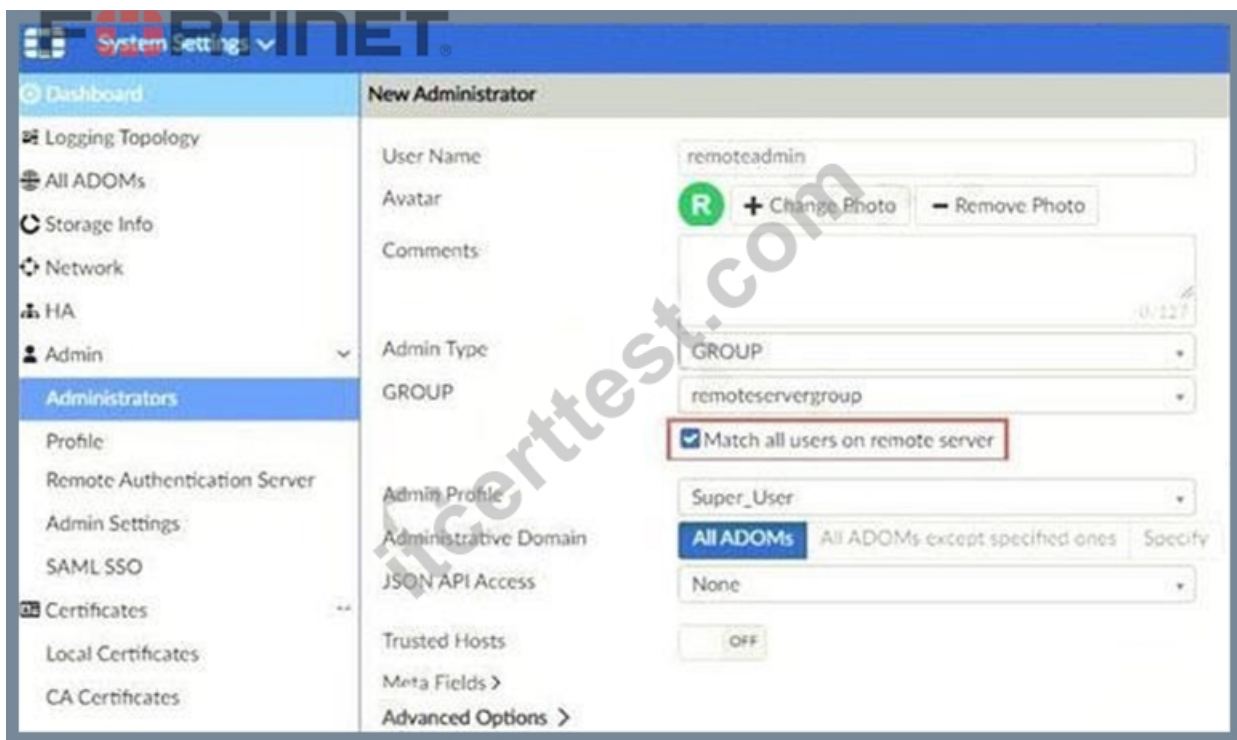 FORTINET
System Settings
Dashboard
Logging Topology
All ADOMs
Storage Info
Network
HA
Admin
Administrators
Profile
Remote Authentication Server
Admin Settings
SAML SSO
Certificates
Local Certificates
CA Certificates
New Administrator
User Name remoteadmin
Avatar R + Change Photo − Remove Photo
Comments
0/127
Admin Type GROUP
GROUP remoteservergroup
Match all users on remote server
Admin Profile Super_User
Administrative Domain All ADOMs All ADOMs except specified ones Specify
JSON API Access None
Trusted Hosts OFF
Meta Fields >
Advanced Options >
itcerttest.com